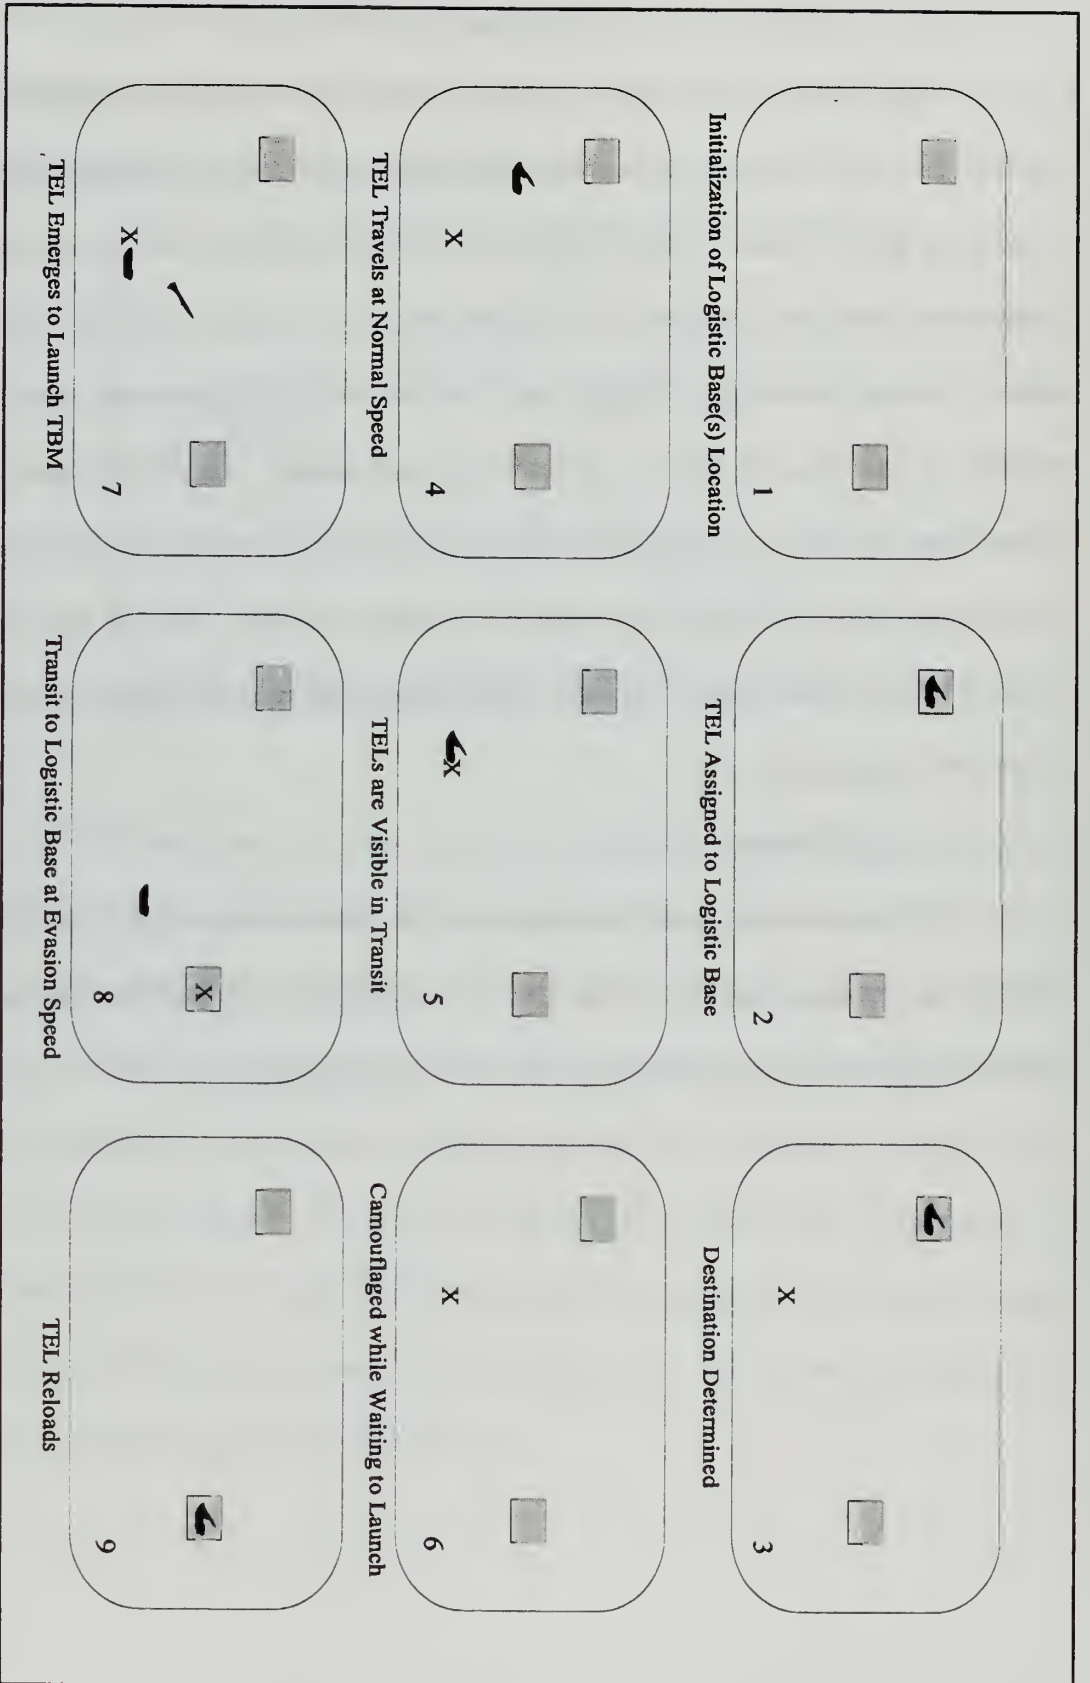 1
Initialization of Logistic Base(s) Location
2
TEL Assigned to Logistic Base
X
3
Destination Determined
X
4
TEL Travels at Normal Speed
X
5
TELs are Visible in Transit
X
6
Camouflaged while Waiting to Launch
X
7
TEL Emerges to Launch TBM
X
8
Transit to Logistic Base at Evasion Speed
9
TEL Reloads